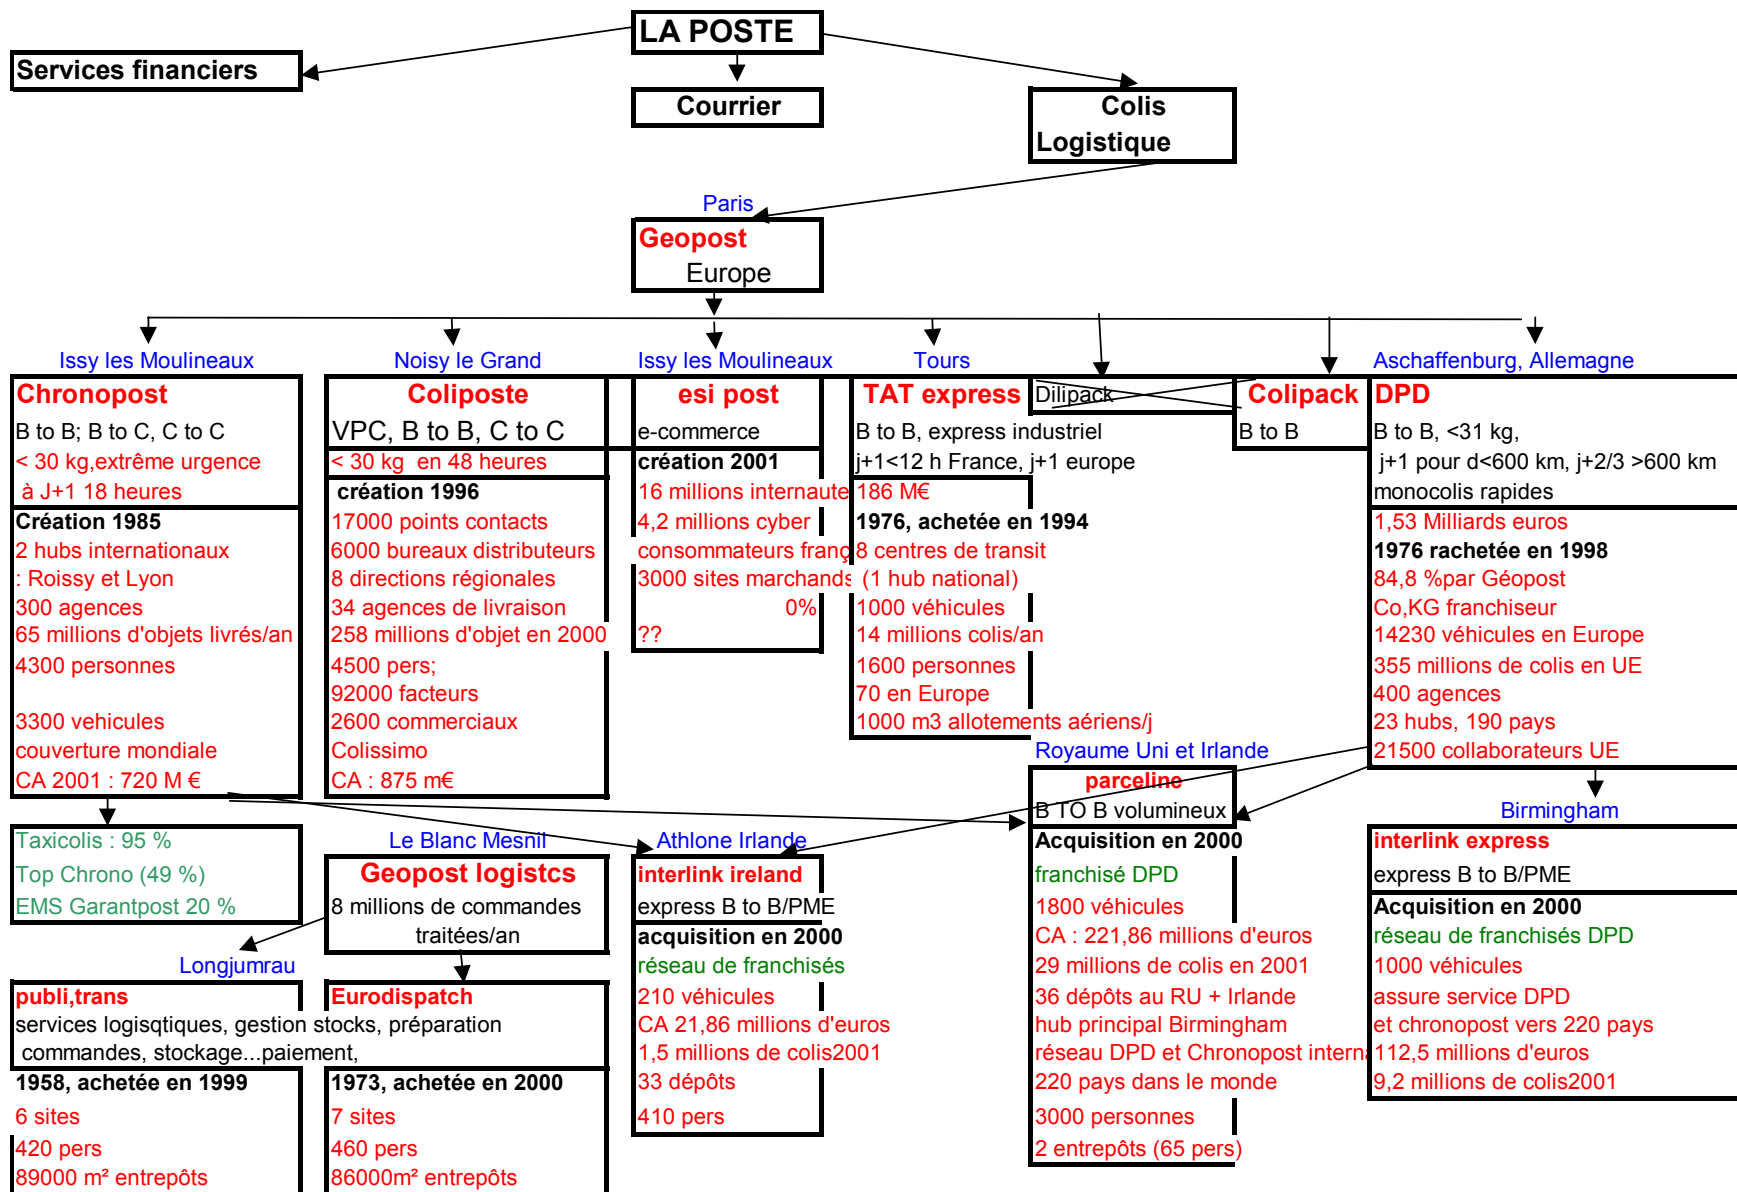 LA POSTE
Services financiers
Courrier
Colis
Logistique
Paris
Geopost
Europe
Issy les Moulineaux
Chronopost
B to B; B to C, C to C
< 30 kg,extrême urgence
à J+1 18 heures
Création 1985
2 hubs internationaux
: Roissy et Lyon
300 agences
65 millions d'objets livrés/an
4300 personnes
3300 vehicules
couverture mondiale
CA 2001 : 720 M €
Taxicolis : 95 %
Top Chrono (49 %)
EMS Garantpost 20 %
Noisy le Grand
Coliposte
VPC, B to B, C to C
< 30 kg en 48 heures
création 1996
17000 points contacts
6000 bureaux distributeurs
8 directions régionales
34 agences de livraison
258 millions d'objet en 2000
4500 pers;
92000 facteurs
2600 commerciaux
Colissimo
CA : 875 m€
Issy les Moulineaux
esi post
e-commerce
création 2001
16 millions internaute
4,2 millions cyber
consommateurs franç
3000 sites marchands
0%
??
Tours
TAT express
B to B, express industriel
j+1<12 h France, j+1 europe
186 M€
1976, achetée en 1994
8 centres de transit
(1 hub national)
1000 véhicules
14 millions colis/an
1600 personnes
70 en Europe
1000 m3 allotements aériens/j
Dilipack
Colipack
B to B
Aschaffenburg, Allemagne
DPD
B to B, <31 kg,
j+1 pour d<600 km, j+2/3 >600 km
monocolis rapides
1,53 Milliards euros
1976 rachetée en 1998
84,8 %par Géopost
Co,KG franchiseur
14230 véhicules en Europe
355 millions de colis en UE
400 agences
23 hubs, 190 pays
21500 collaborateurs UE
Le Blanc Mesnil
Geopost logistcs
8 millions de commandes
traitées/an
Longjumrau
publi,trans
Eurodispatch
services logisqtiques, gestion stocks, préparation
commandes, stockage...paiement,
1958, achetée en 1999
6 sites
420 pers
89000 m² entrepôts
1973, achetée en 2000
7 sites
460 pers
86000m² entrepôts
Athlone Irlande
interlink ireland
express B to B/PME
acquisition en 2000
réseau de franchisés
210 véhicules
CA 21,86 millions d'euros
1,5 millions de colis2001
33 dépôts
410 pers
Royaume Uni et Irlande
parceline
B TO B volumineux
Acquisition en 2000
franchisé DPD
1800 véhicules
CA : 221,86 millions d'euros
29 millions de colis en 2001
36 dépôts au RU + Irlande
hub principal Birmingham
réseau DPD et Chronopost interna
220 pays dans le monde
3000 personnes
2 entrepôts (65 pers)
Birmingham
interlink express
express B to B/PME
Acquisition en 2000
réseau de franchisés DPD
1000 véhicules
assure service DPD
et chronopost vers 220 pays
112,5 millions d'euros
9,2 millions de colis2001